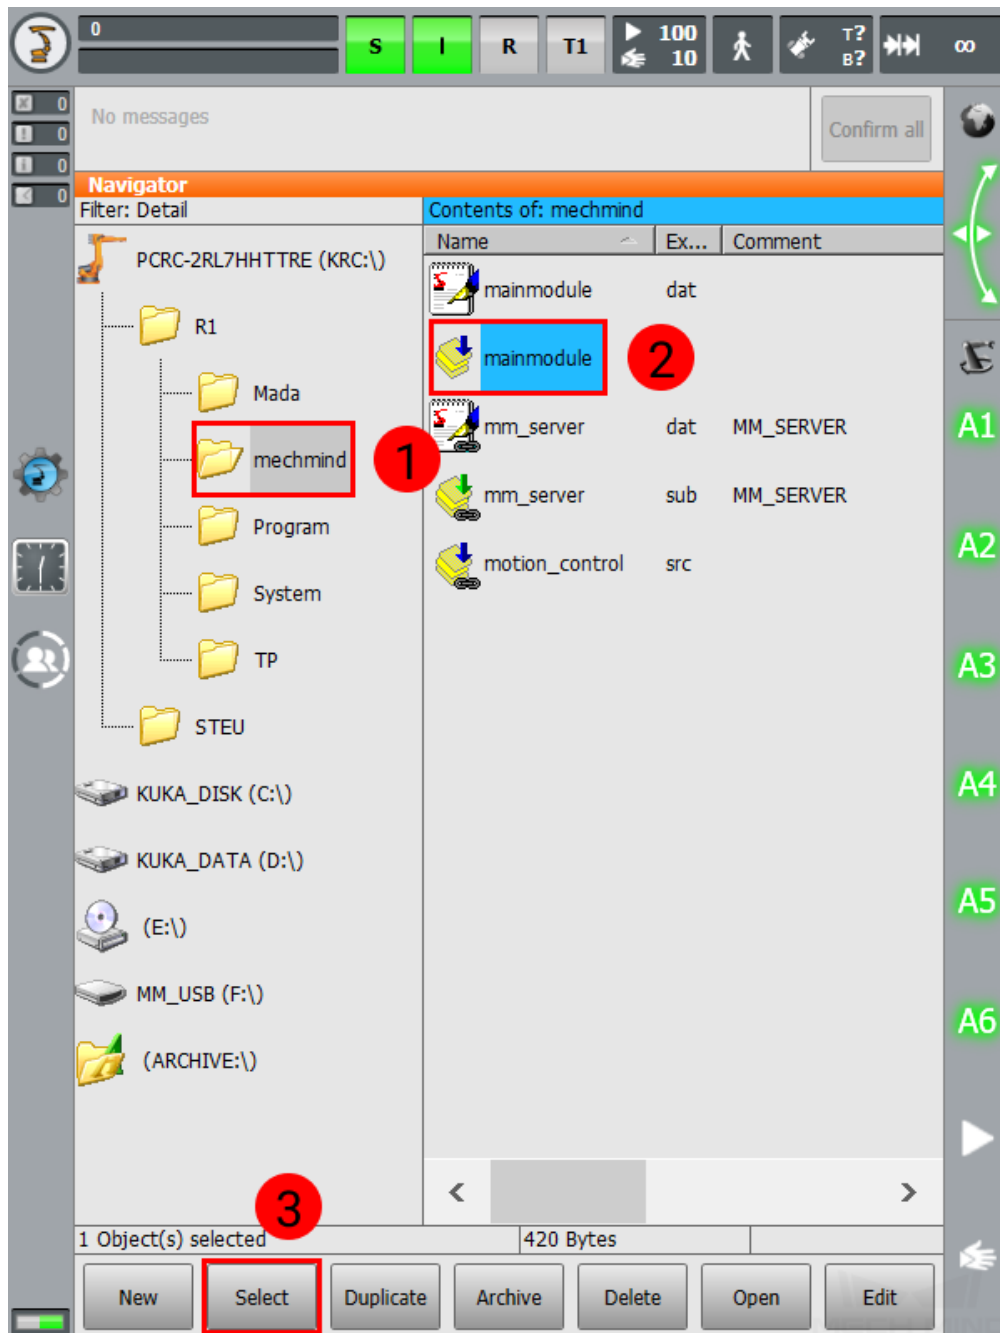 0
S I R T1 100 10 T? B? ∞
0
0
0
0
No messages
Confirm all
Navigator
Filter: Detail
Contents of: mechmind
Name Ex... Comment
PCRC-2RL7HHTTRE (KRC:\)
R1
Mada
mechmind
Program
System
TP
STEU
KUKA_DISK (C:\)
KUKA_DATA (D:\)
(E:\)
MM_USB (F:\)
(ARCHIVE:\)
1
mainmodule dat
mainmodule
2
mm_server dat MM_SERVER
mm_server sub MM_SERVER
motion_control src
A1
A2
A3
A4
A5
A6
3
1 Object(s) selected 420 Bytes
New Select Duplicate Archive Delete Open Edit